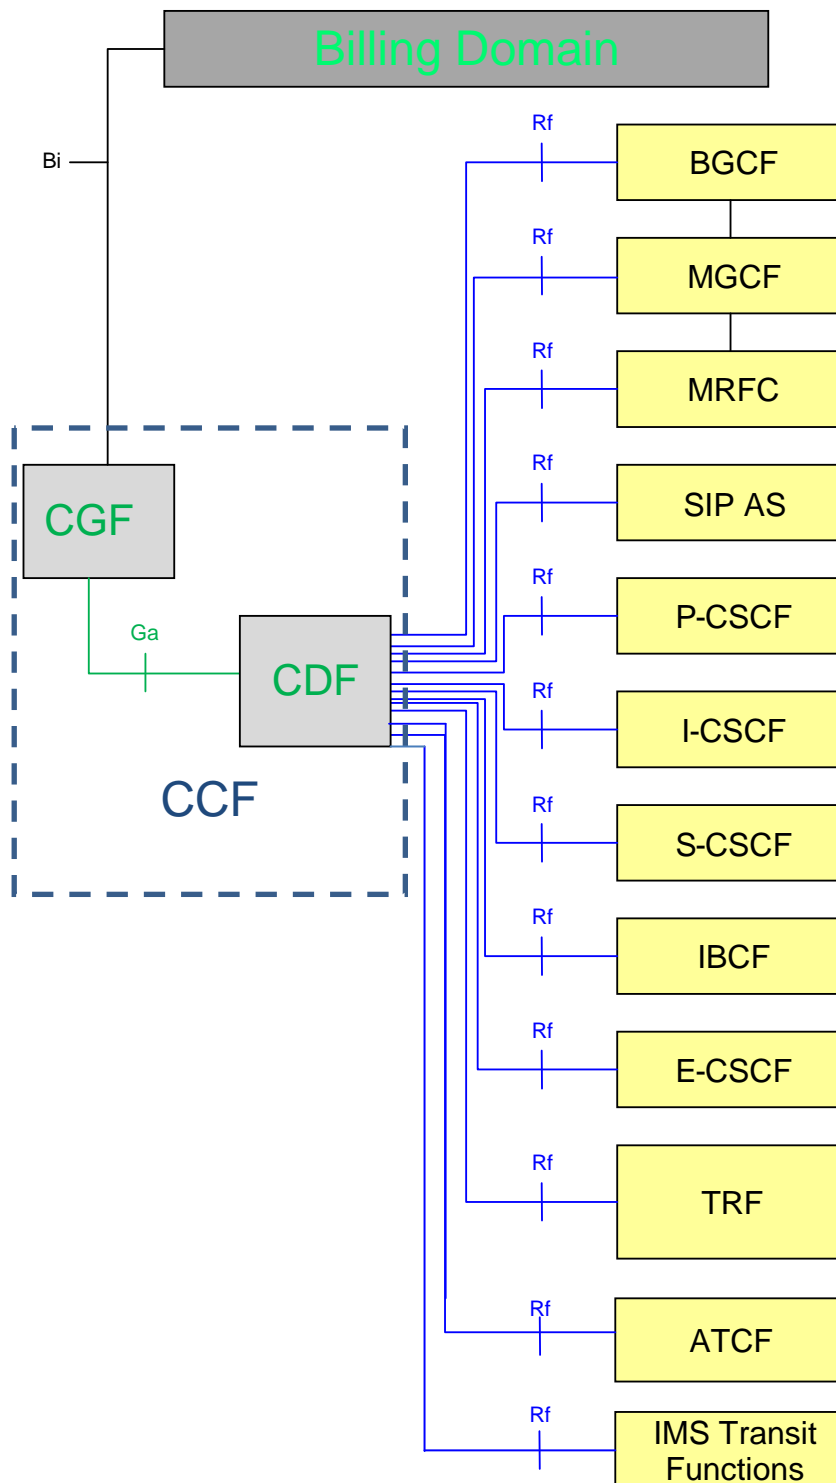 Billing Domain
Rf
BGCF
Bi
Rf
MGCF
Rf
MRFC
Rf
SIP AS
CGF
Rf
P-CSCF
Ga
CDF
Rf
I-CSCF
CCF
Rf
S-CSCF
Rf
IBCF
Rf
E-CSCF
Rf
TRF
Rf
ATCF
Rf
IMS Transit
Functions